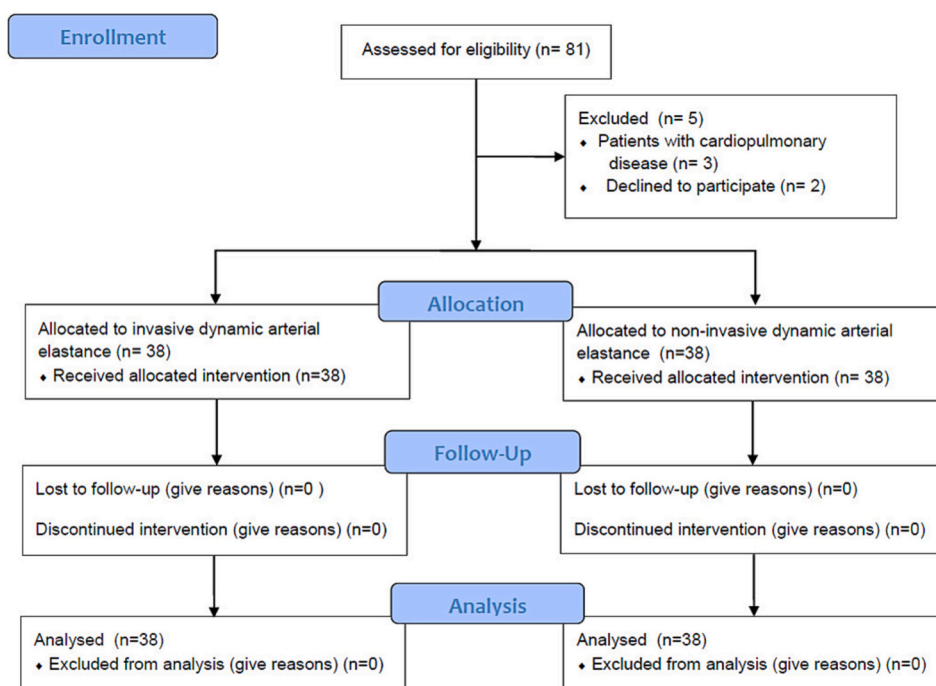 Enrollment
Assessed for eligibility (n= 81)
Excluded (n= 5)
⬧ Patients with cardiopulmonary
disease (n= 3)
⬧ Declined to participate (n= 2)
Allocation
Allocated to invasive dynamic arterial
elastance (n= 38)
⬧ Received allocated intervention (n=38)
Allocated to non-invasive dynamic arterial
elastance (n=38)
⬧ Received allocated intervention (n= 38)
Follow-Up
Lost to follow-up (give reasons) (n=0 )
Discontinued intervention (give reasons) (n=0)
Lost to follow-up (give reasons) (n=0)
Discontinued intervention (give reasons) (n=0)
Analysis
Analysed (n=38)
⬧ Excluded from analysis (give reasons) (n=0)
Analysed (n=38)
⬧ Excluded from analysis (give reasons) (n=0)